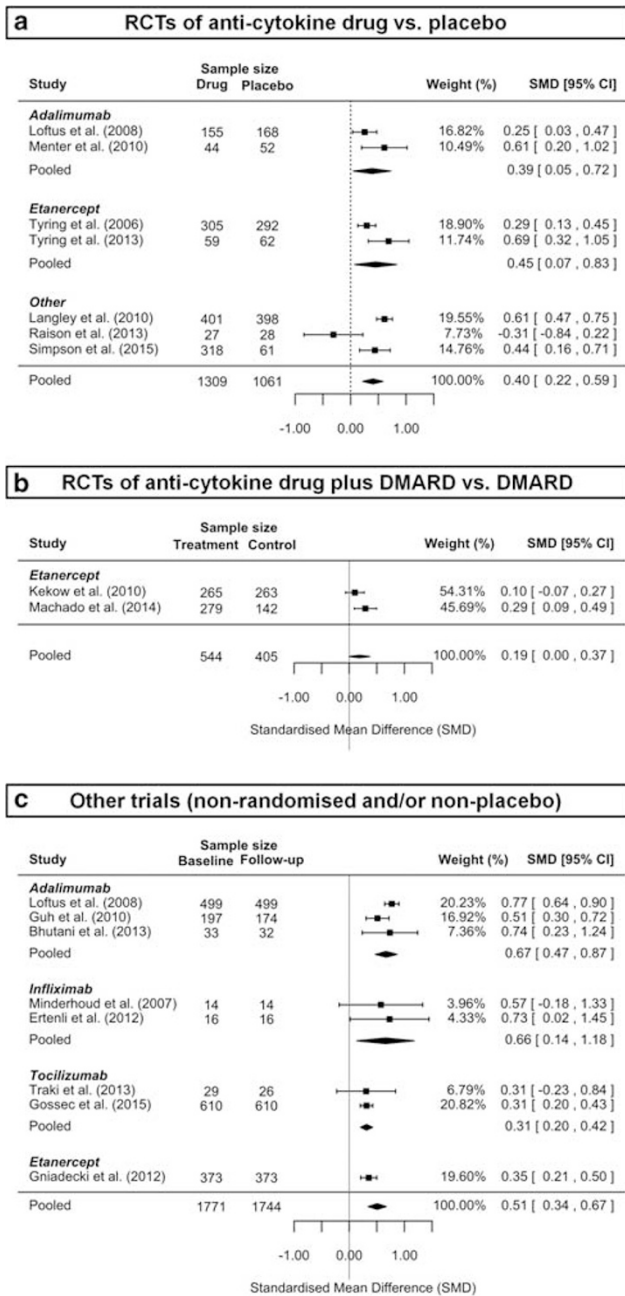 a RCTs of anti-cytokine drug vs. placebo
Sample size
Study Drug Placebo Weight (%) SMD [95% CI]
Adalimumab
Loftus et al. (2008) 155 168 16.82% 0.25 [ 0.03 , 0.47]
Menter et al. (2010) 44 52 10.49% 0.61 [ 0.20 , 1.02]
Pooled 0.39 [ 0.05 , 0.72]
Etanercept
Tyring et al. (2006) 305 292 18.90% 0.29 [ 0.13 , 0.45]
Tyring et al. (2013) 59 62 11.74% 0.69 [ 0.32 , 1.05]
Pooled 0.45 [ 0.07 , 0.83]
Other
Langley et al. (2010) 401 398 19.55% 0.61 [ 0.47 , 0.75]
Raison et al. (2013) 27 28 7.73% -0.31 [ -0.84 , 0.22]
Simpson et al. (2015) 318 61 14.76% 0.44 [ 0.16 , 0.71]
Pooled 1309 1061 100.00% 0.40 [ 0.22 , 0.59]
-1.00 0.00 1.00
b RCTs of anti-cytokine drug plus DMARD vs. DMARD
Sample size
Study Treatment Control Weight (%) SMD [95% CI]
Etanercept
Kekow et al. (2010) 265 263 54.31% 0.10 [ -0.07 , 0.27]
Machado et al. (2014) 279 142 45.69% 0.29 [ 0.09 , 0.49]
Pooled 544 405 100.00% 0.19 [ 0.00 , 0.37]
-1.00 0.00 1.00
Standardised Mean Difference (SMD)
c Other trials (non-randomised and/or non-placebo)
Sample size
Study Baseline Follow-up Weight (%) SMD [95% CI]
Adalimumab
Loftus et al. (2008) 499 499 20.23% 0.77 [ 0.64 , 0.90]
Guh et al. (2010) 197 174 16.92% 0.51 [ 0.30 , 0.72]
Bhutani et al. (2013) 33 32 7.36% 0.74 [ 0.23 , 1.24]
Pooled 0.67 [ 0.47 , 0.87]
Infliximab
Minderhoud et al. (2007) 14 14 3.96% 0.57 [ -0.18 , 1.33]
Ertenli et al. (2012) 16 16 4.33% 0.73 [ 0.02 , 1.45]
Pooled 0.66 [ 0.14 , 1.18]
Tocilizumab
Traki et al. (2013) 29 26 6.79% 0.31 [ -0.23 , 0.84]
Gossec et al. (2015) 610 610 20.82% 0.31 [ 0.20 , 0.43]
Pooled 0.31 [ 0.20 , 0.42]
Etanercept
Gniadecki et al. (2012) 373 373 19.60% 0.35 [ 0.21 , 0.50]
Pooled 1771 1744 100.00% 0.51 [ 0.34 , 0.67]
-1.00 0.00 1.00
Standardised Mean Difference (SMD)